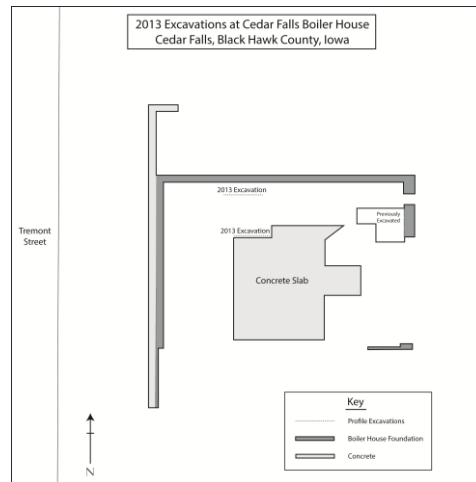 2013 Excavations at Cedar Falls Boiler House
Cedar Falls, Black Hawk County, Iowa
2013 Excavation
Previously
Excavated
Tremont
Street
2013 Excavation
Concrete Slab
Key
Profile Excavations
Boiler House Foundation
Concrete
N